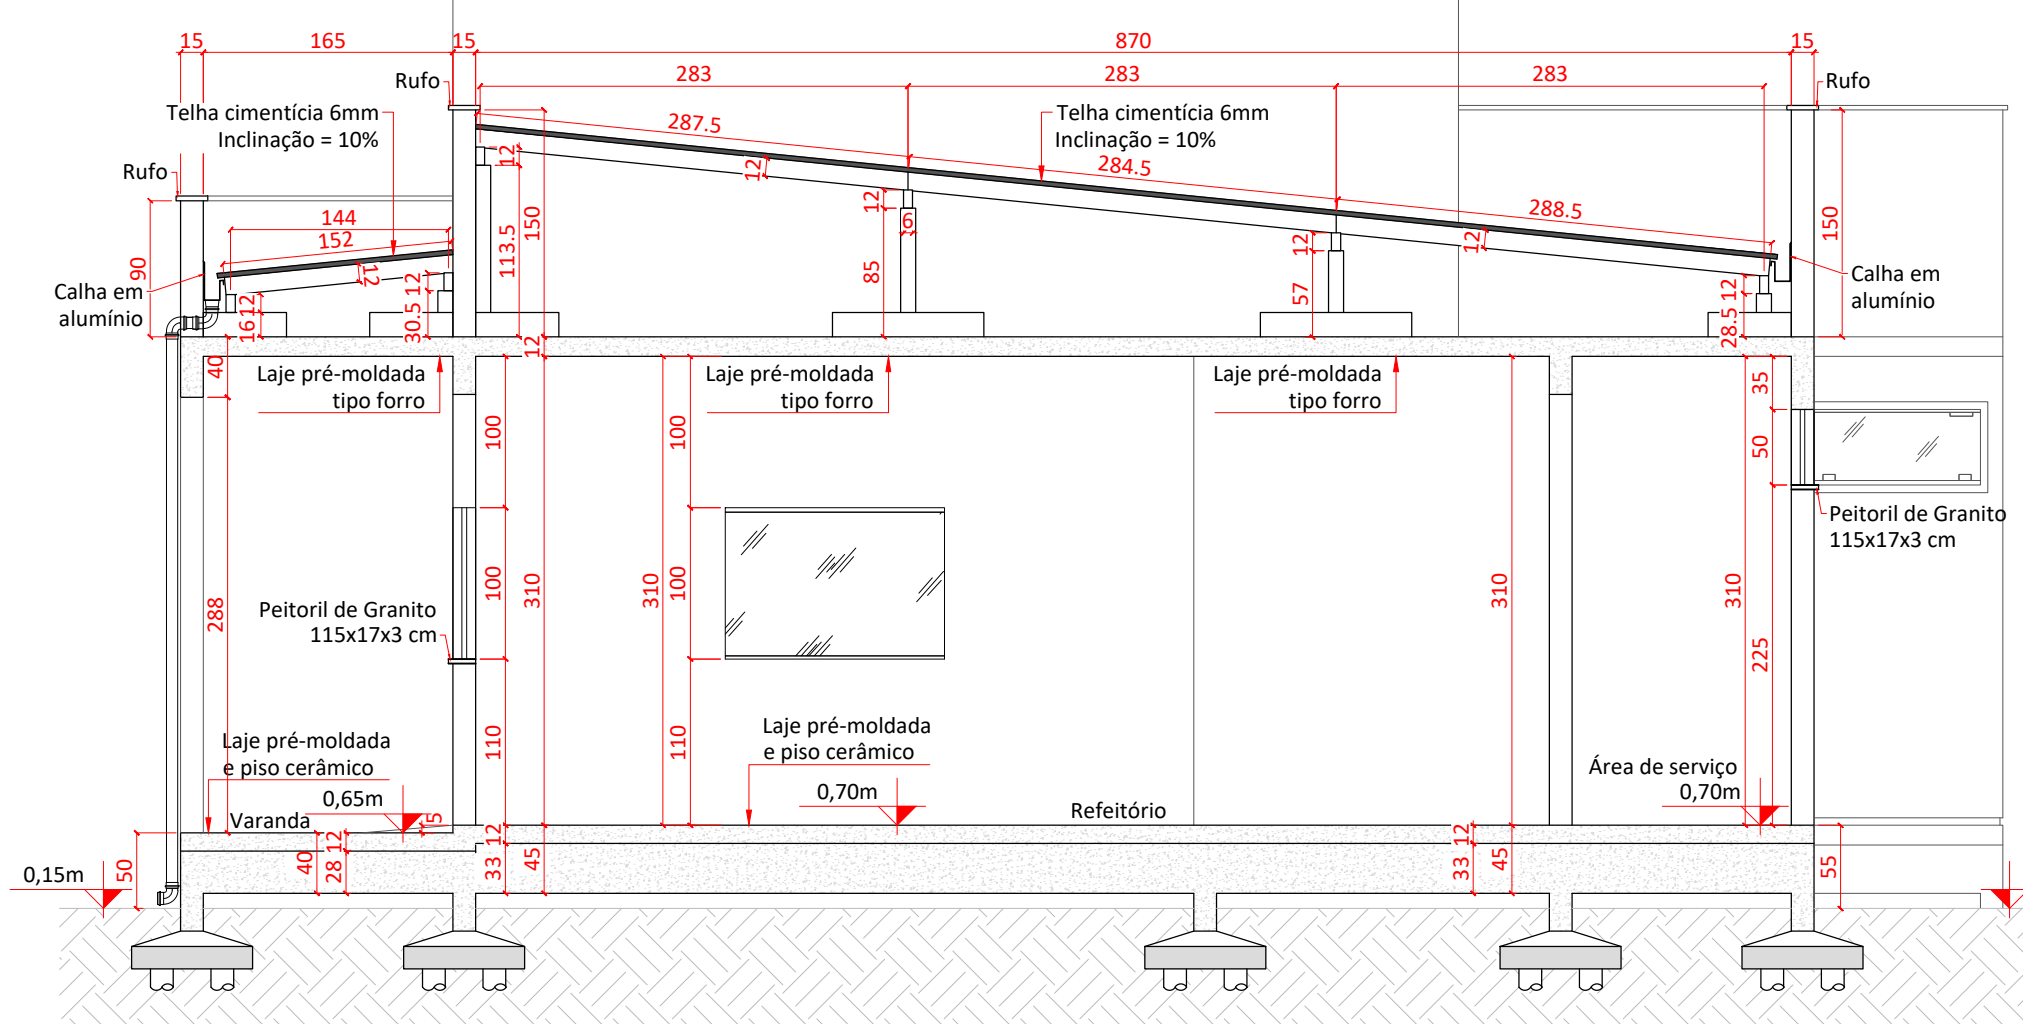 15
165
15
870
15
Rufo
283
283
283
Rufo
Telha cimentícia 6mm
Inclinação = 10%
287.5
Telha cimentícia 6mm
Inclinação = 10%
12
12
284.5
Rufo
150
12
6
288.5
150
144
152
113.5
12
12
90
12
12
85
57
Calha em
alumínio
12
16
30.5
12
28.5
Calha em
alumínio
40
12
Laje pré-moldada
tipo forro
Laje pré-moldada
tipo forro
Laje pré-moldada
tipo forro
35
100
100
50
Peitoril de Granito
115x17x3 cm
288
Peitoril de Granito
115x17x3 cm
100
310
310
100
310
310
225
110
110
Laje pré-moldada
e piso cerâmico
Laje pré-moldada
e piso cerâmico
Área de serviço
0,70m
0,65m
0,70m
Varanda
5
Refeitório
12
12
12
0,15m
50
40
28
33
45
33
45
55